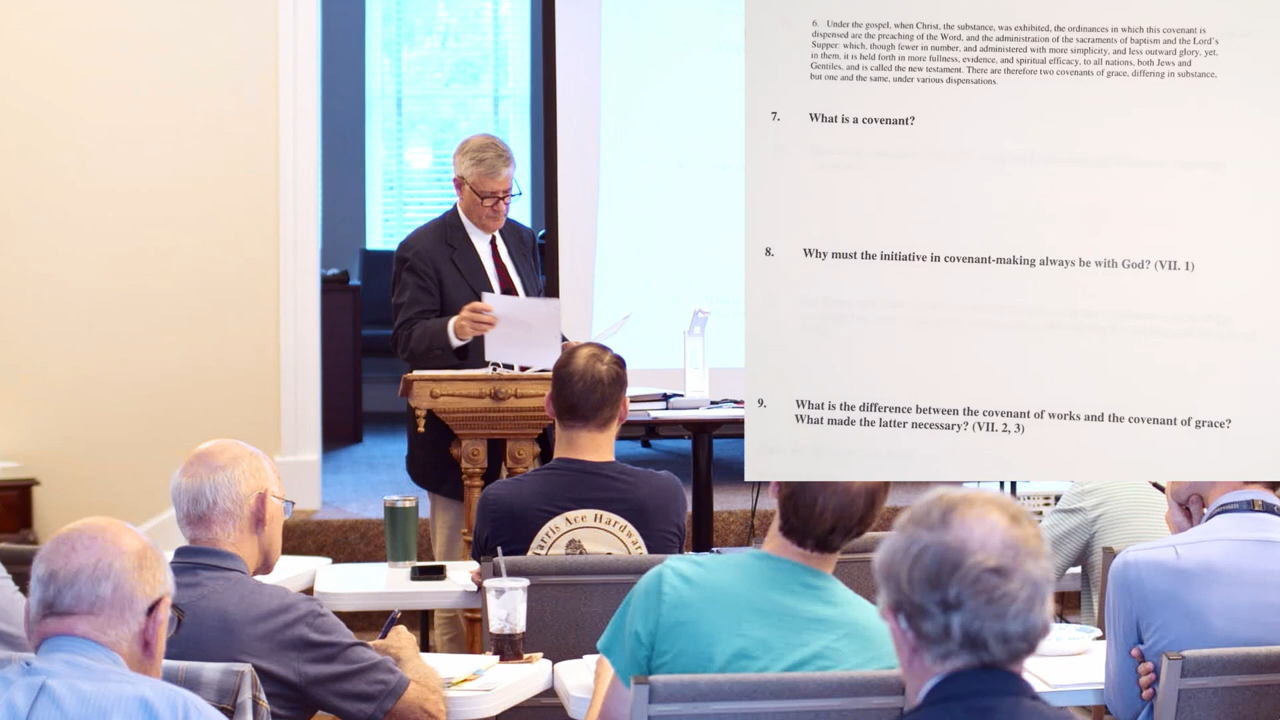 6. Under the gospel, when Christ, the substance, was exhibited, the ordinances in which this covenant is
dispensed are the preaching of the Word, and the administration of the sacraments of baptism and the Lord's
Supper: which, though fewer in number, and administered with more simplicity, and less outward glory, yet,
in them, it is held forth in more fullness, evidence, and spiritual efficacy, to all nations, both Jews and
Gentiles, and is called the new testament. There are therefore two covenants of grace, differing in substance,
but one and the same, under various dispensations.
7. What is a covenant?
8. Why must the initiative in covenant-making always be with God? (VII. 1)
9. What is the difference between the covenant of works and the covenant of grace?
What made the latter necessary? (VII. 2, 3)
Harris Ace Hardware